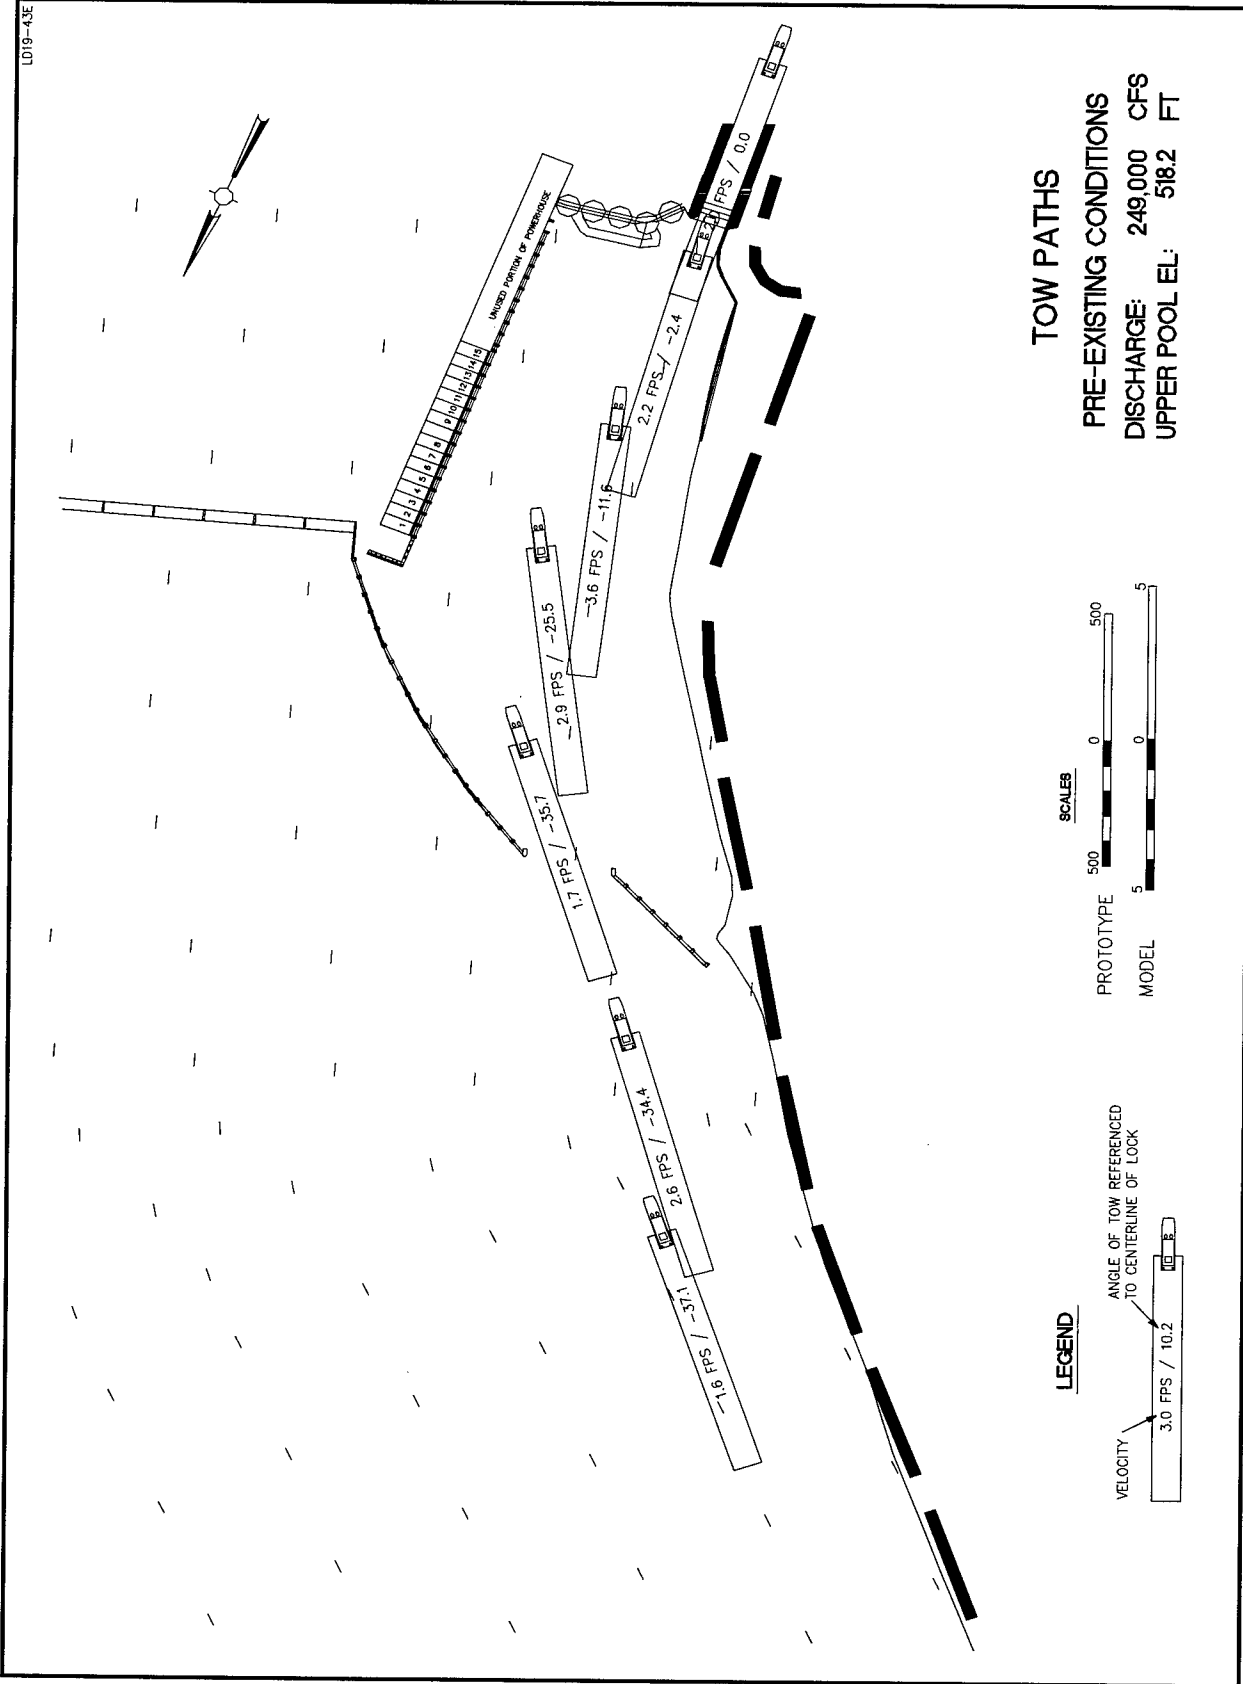 LD19-43E
UNUSED PORTION OF POWERHOUSE
1 2 3 4 5 6 7 8 9 10 11 12 13 14 15
1.6 FPS / -37.1
2.6 FPS / -34.4
1.7 FPS / -35.7
2.9 FPS / -25.5
3.6 FPS / -11.6
2.2 FPS / -2.4
FPS / 0.0
TOW PATHS
PRE-EXISTING CONDITIONS
DISCHARGE: 249,000 CFS
UPPER POOL EL: 518.2 FT
SCALES
PROTOTYPE 500 0 500
MODEL 5 0 5
LEGEND
VELOCITY
ANGLE OF TOW REFERENCED
TO CENTERLINE OF LOCK
3.0 FPS / 10.2